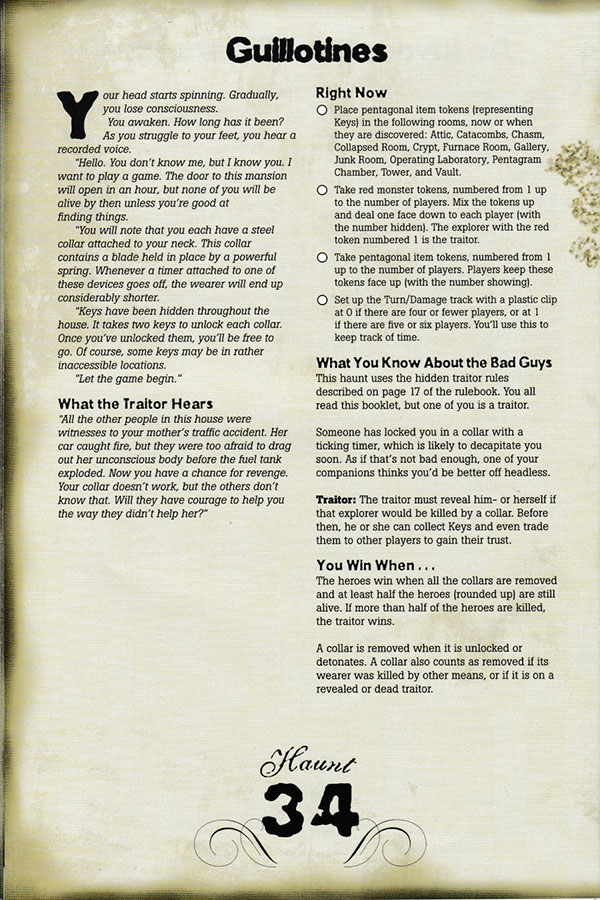 Guillotines
Your head starts spinning. Gradually,
you lose consciousness.
You awaken. How long has it been?
As you struggle to your feet, you hear a
recorded voice.
"Hello. You don't know me, but I know you. I
want to play a game. The door to this mansion
will open in an hour, but none of you will be
alive by then unless you're good at
finding things.
"You will note that you each have a steel
collar attached to your neck. This collar
contains a blade held in place by a powerful
spring. Whenever a timer attached to one of
these devices goes off, the wearer will end up
considerably shorter.
"Keys have been hidden throughout the
house. It takes two keys to unlock each collar.
Once you've unlocked them, you'll be free to
go. Of course, some keys may be in rather
inaccessible locations.
"Let the game begin."
What the Traitor Hears
"All the other people in this house were
witnesses to your mother's traffic accident. Her
car caught fire, but they were too afraid to drag
out her unconscious body before the fuel tank
exploded. Now you have a chance for revenge.
Your collar doesn't work, but the others don't
know that. Will they have courage to help you
the way they didn't help her?"
Right Now
Place pentagonal item tokens (representing
Keys) in the following rooms, now or when
they are discovered: Attic, Catacombs, Chasm,
Collapsed Room, Crypt, Furnace Room, Gallery,
Junk Room, Operating Laboratory, Pentagram
Chamber, Tower, and Vault.
Take red monster tokens, numbered from 1 up
to the number of players. Mix the tokens up
and deal one face down to each player (with
the number hidden). The explorer with the red
token numbered 1 is the traitor.
Take pentagonal item tokens, numbered from 1
up to the number of players. Players keep these
tokens face up (with the number showing).
Set up the Turn/Damage track with a plastic clip
at 0 if there are four or fewer players, or at 1
if there are five or six players. You'll use this to
keep track of time.
What You Know About the Bad Guys
This haunt uses the hidden traitor rules
described on page 17 of the rulebook. You all
read this booklet, but one of you is a traitor.
Someone has locked you in a collar with a
ticking timer, which is likely to decapitate you
soon. As if that's not bad enough, one of your
companions thinks you'd be better off headless.
Traitor: The traitor must reveal him- or herself if
that explorer would be killed by a collar. Before
then, he or she can collect Keys and even trade
them to other players to gain their trust.
You Win When . . .
The heroes win when all the collars are removed
and at least half the heroes (rounded up) are still
alive. If more than half of the heroes are killed,
the traitor wins.
A collar is removed when it is unlocked or
detonates. A collar also counts as removed if its
wearer was killed by other means, or if it is on a
revealed or dead traitor.
Haunt
34